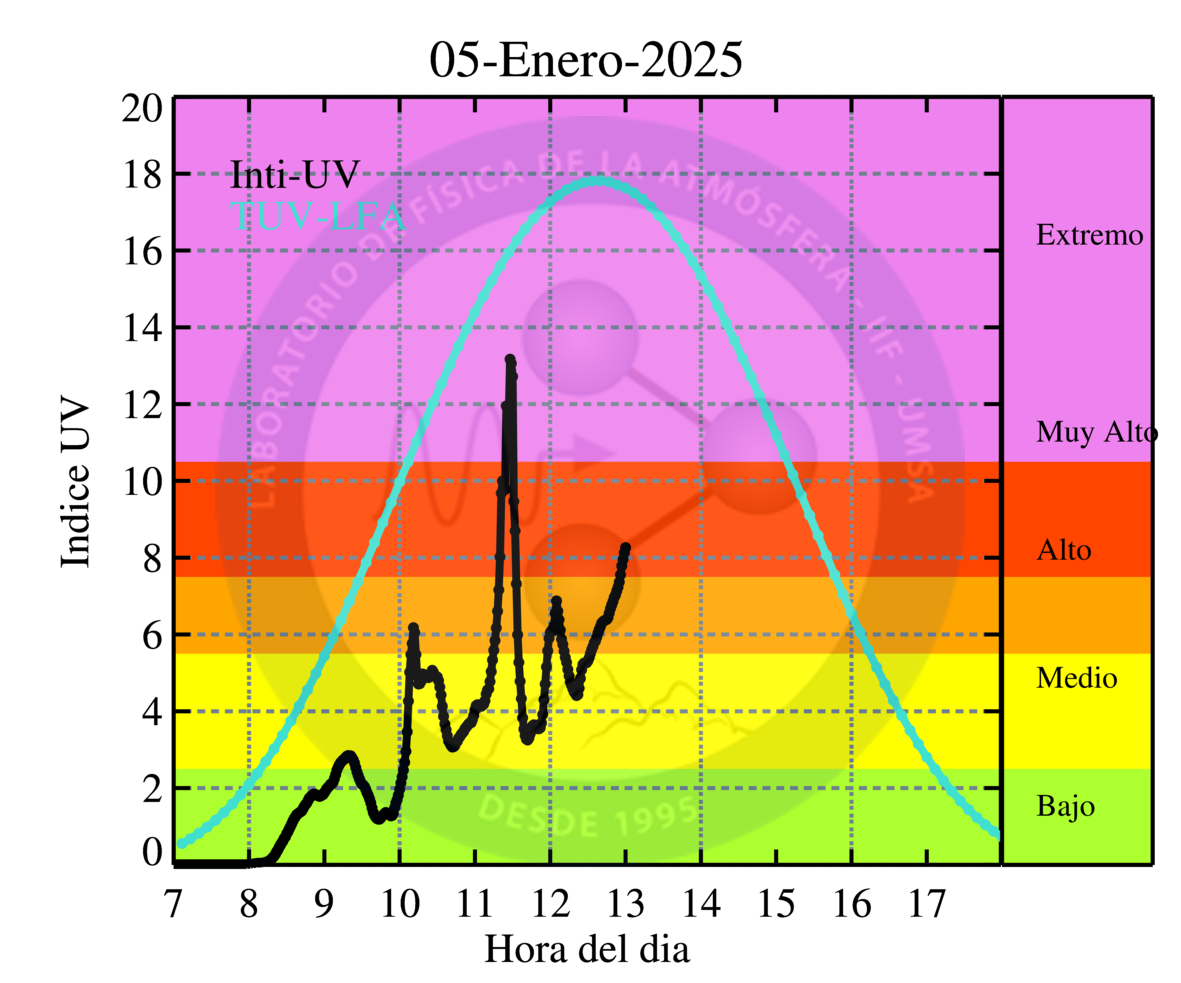 05-Enero-2025
20
18
16
14
12
10
8
6
4
2
0
Indice UV
Inti-UV
TUV-LFA
LABORATORIO DE FÍSICA DE LA ATMÓSFERA - IIF - UMSA
DESDE 1995
Extremo
Muy Alto
Alto
Medio
Bajo
7 8 9 10 11 12 13 14 15 16 17
Hora del dia